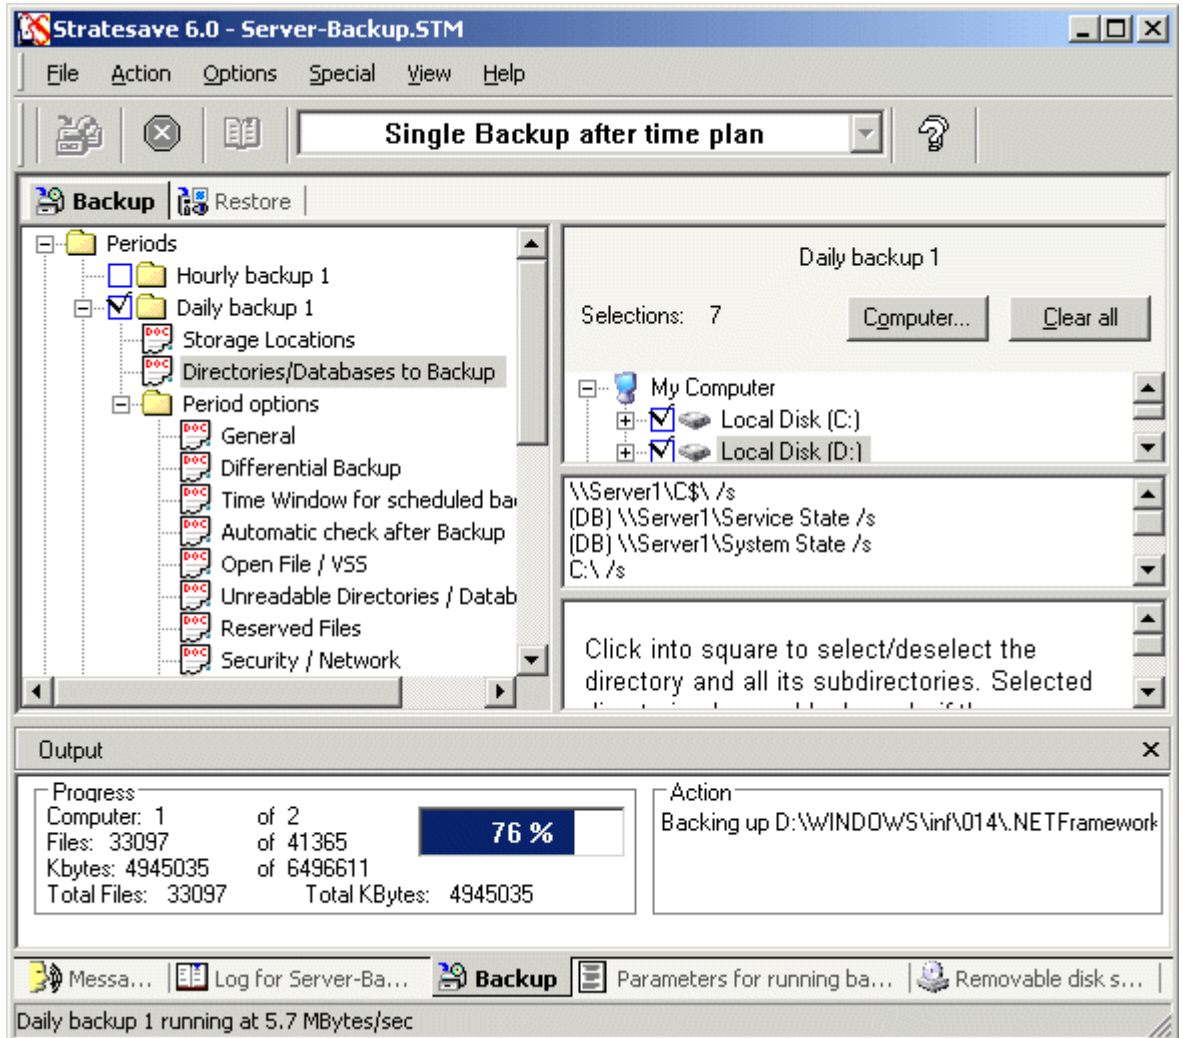 Stratesave 6.0 - Server-Backup.STM
File Action Options Special View Help
Single Backup after time plan
Backup Restore
Periods
Hourly backup 1
Daily backup 1
Storage Locations
Directories/Databases to Backup
Period options
General
Differential Backup
Time Window for scheduled ba
Automatic check after Backup
Open File / VSS
Unreadable Directories / Datab
Reserved Files
Security / Network
Daily backup 1
Selections: 7 Computer... Clear all
My Computer
Local Disk (C:)
Local Disk (D:)
\\Server1\C$\ /s
(DB) \\Server1\Service State /s
(DB) \\Server1\System State /s
C:\ /s
Click into square to select/deselect the
directory and all its subdirectories. Selected
Output
Progress
Computer: 1 of 2
Files: 33097 of 41365
Kbytes: 4945035 of 6496611
Total Files: 33097 Total KBytes: 4945035
76 %
Action
Backing up D:\WINDOWS\inf\014\.NETFramework
Messa... Log for Server-Ba... Backup Parameters for running ba... Removable disk s...
Daily backup 1 running at 5.7 MBytes/sec